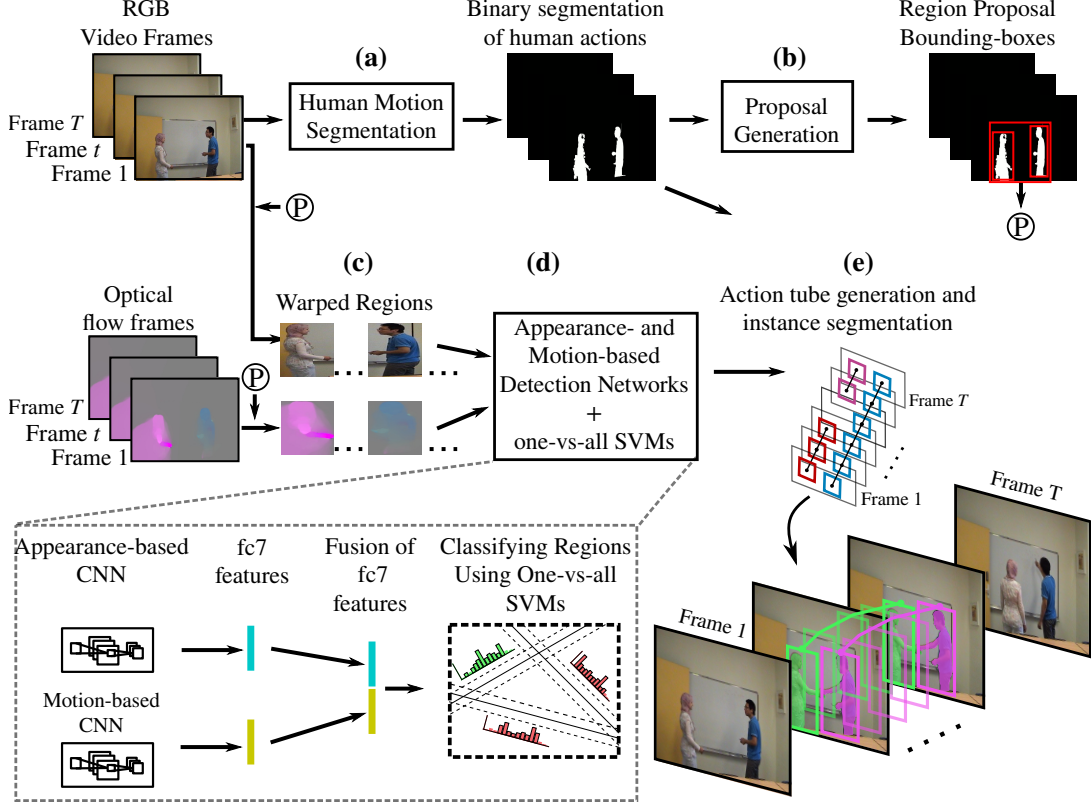 RGB
Video Frames
Frame T
Frame t
Frame 1
(a)
Human Motion
Segmentation
Binary segmentation
of human actions
(b)
Proposal
Generation
Region Proposal
Bounding-boxes
P
P
Optical
flow frames
Frame T
Frame t
Frame 1
P
(c)
Warped Regions
(d)
Appearance- and
Motion-based
Detection Networks
+
one-vs-all SVMs
(e)
Action tube generation and
instance segmentation
Frame T
Frame 1
Appearance-based
CNN
fc7
features
Fusion of
fc7
features
Classifying Regions
Using One-vs-all
SVMs
Motion-based
CNN
Frame 1
Frame T